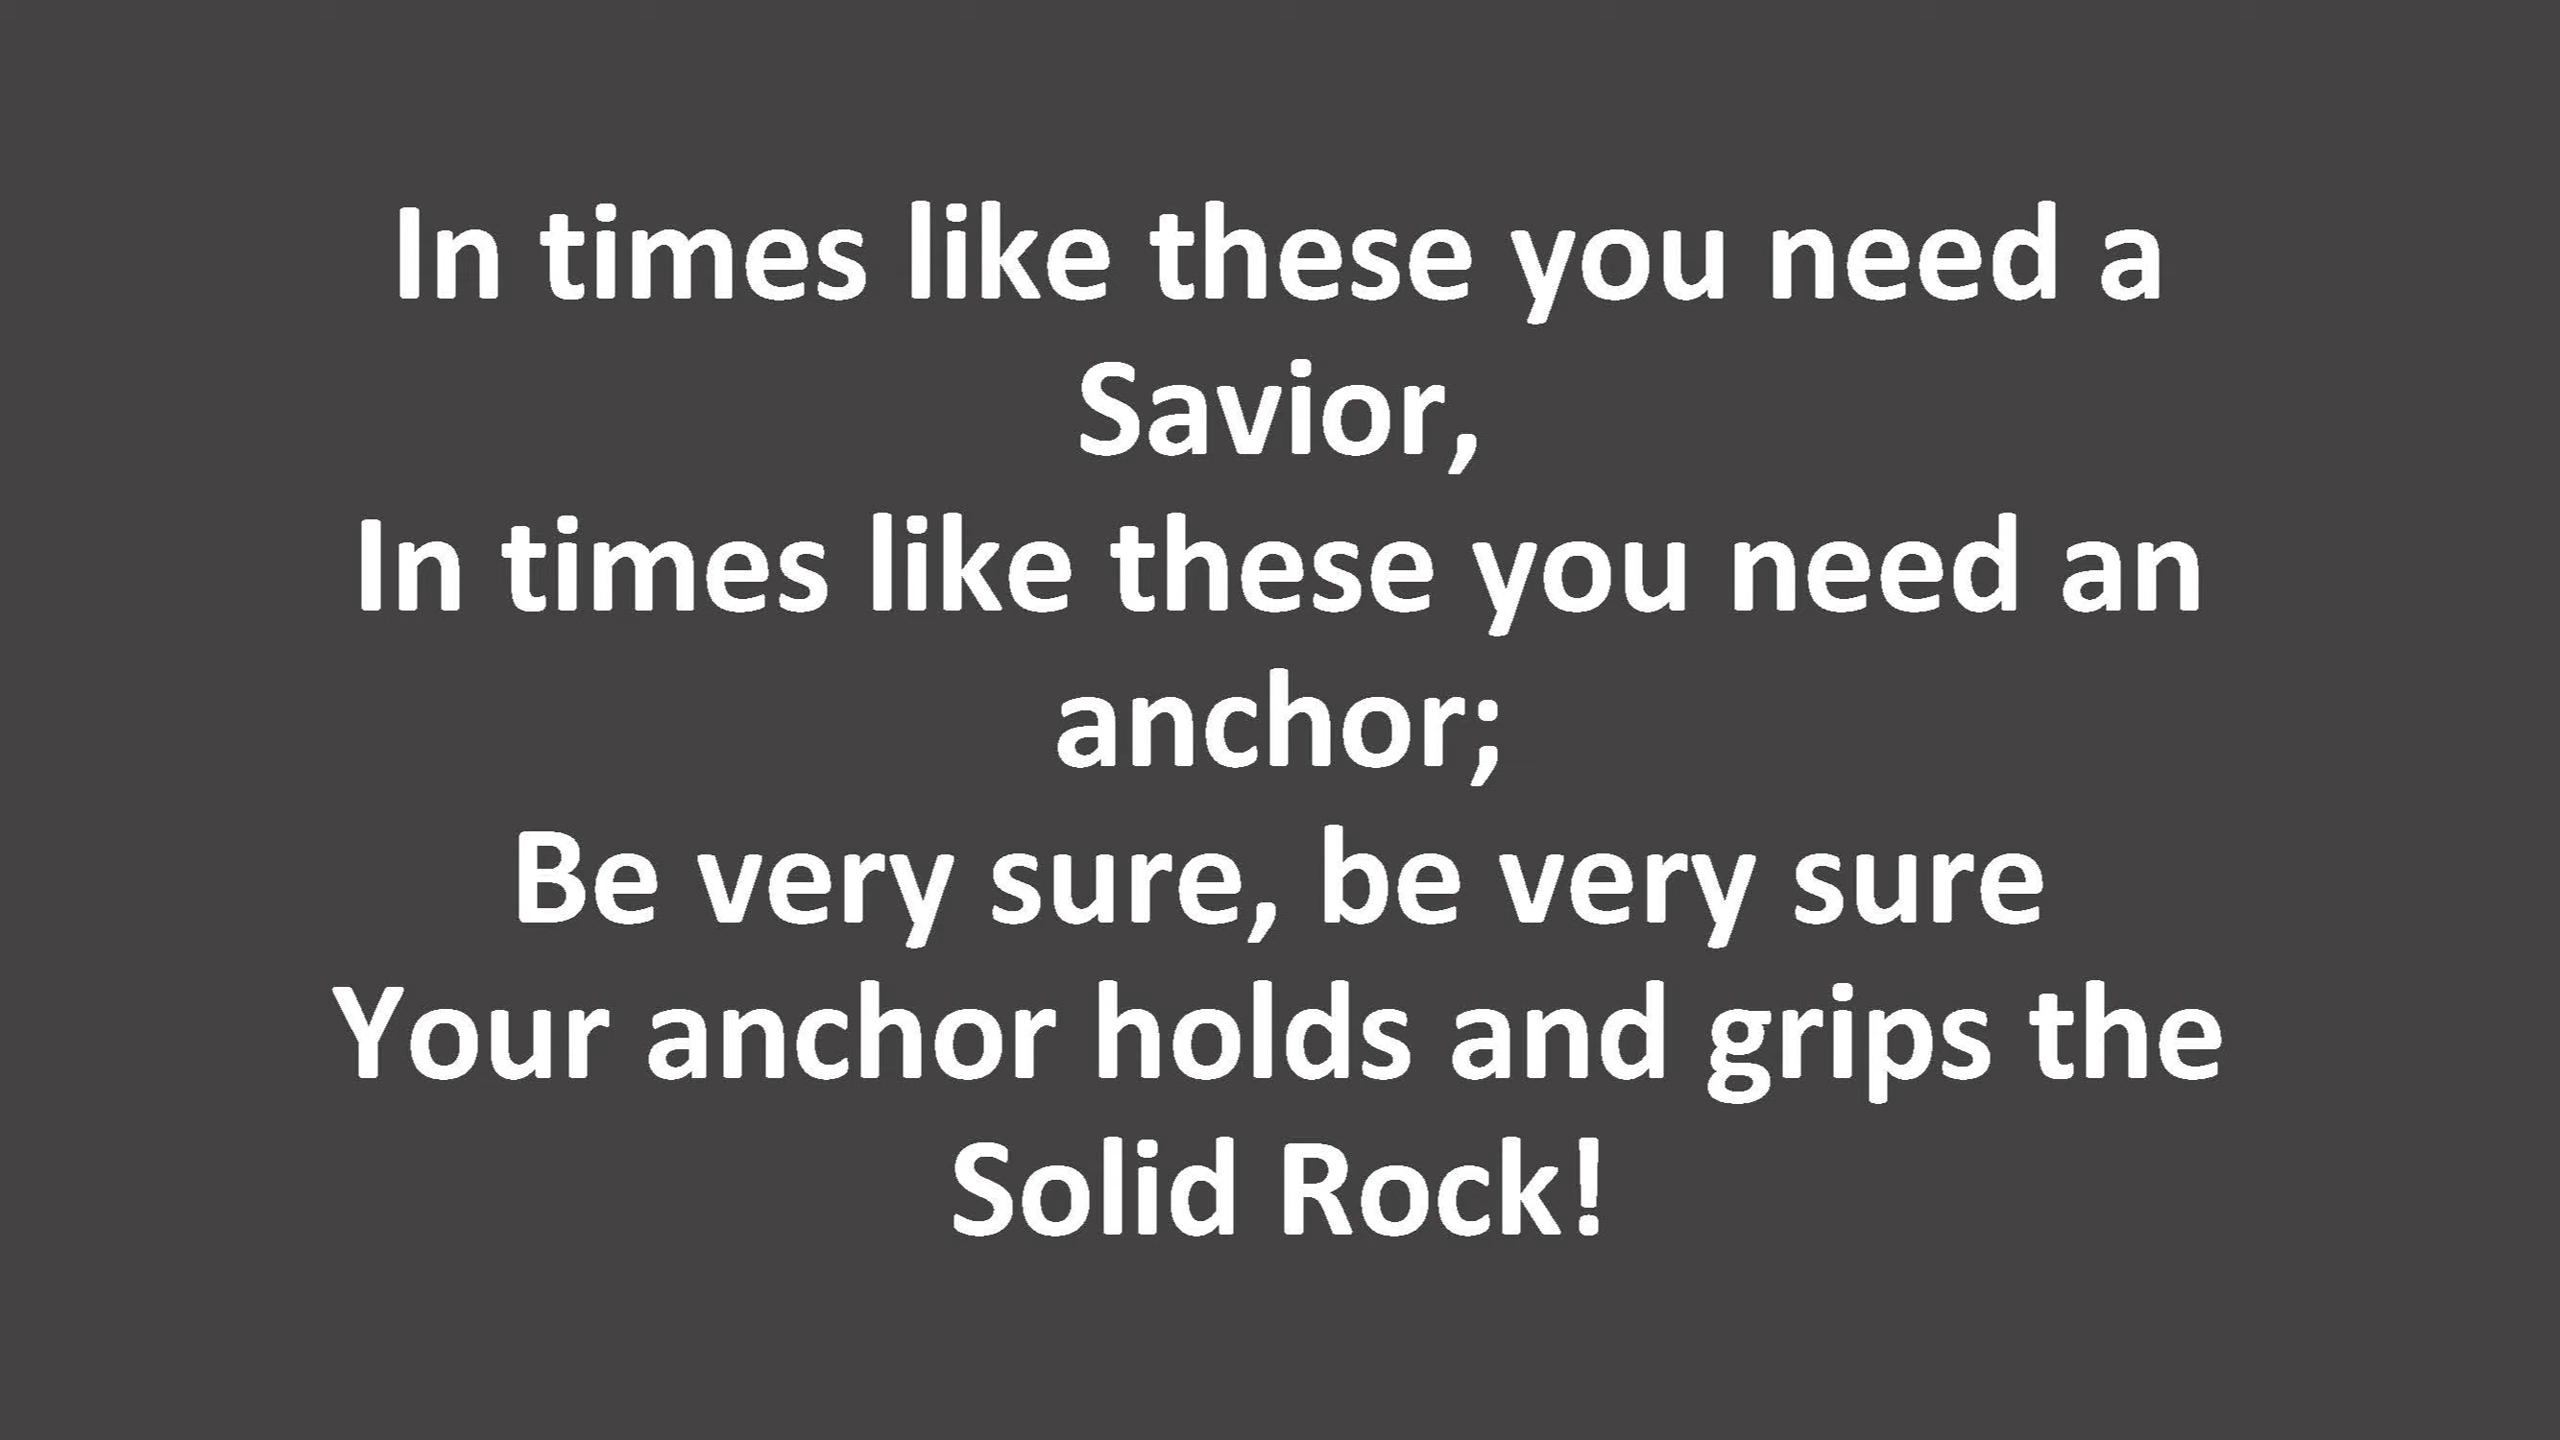 In times like these you need a
Savior,
In times like these you need an
anchor;
Be very sure, be very sure
Your anchor holds and grips the
Solid Rock!